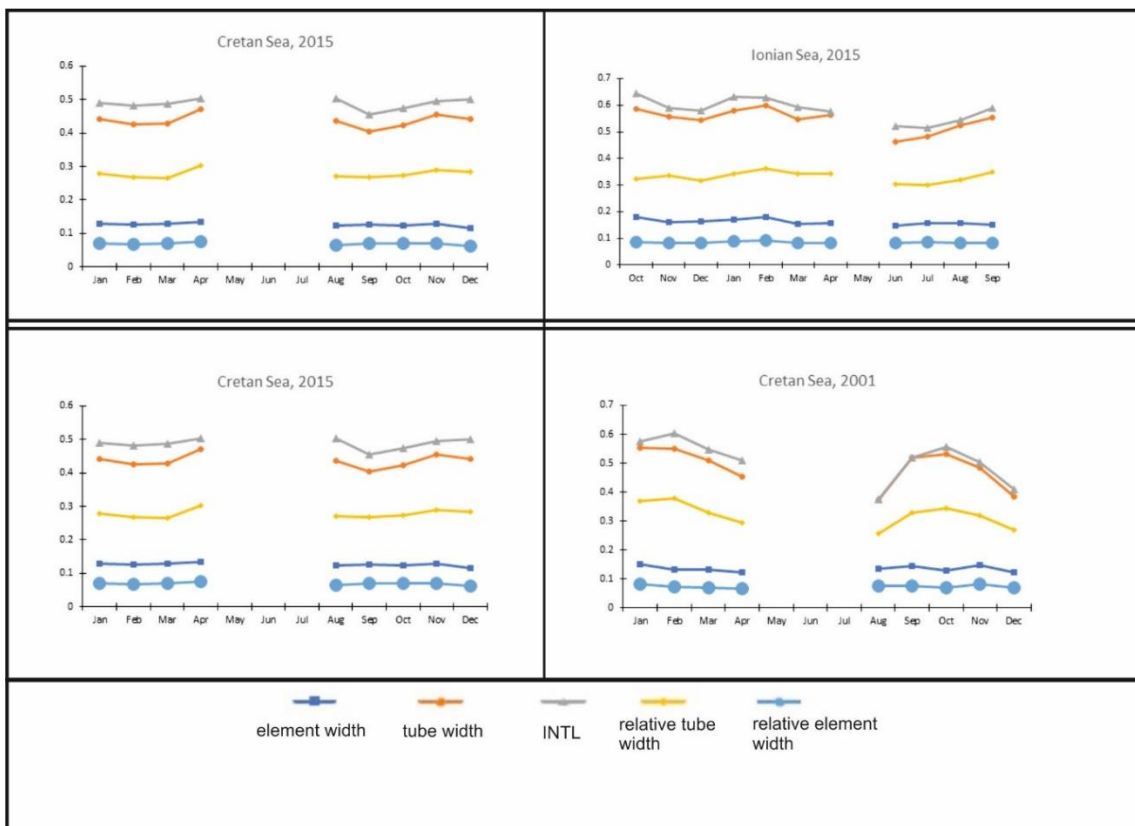 Cretan Sea, 2015
0.6
0.5
0.4
0.3
0.2
0.1
0
Jan Feb Mar Apr May Jun Jul Aug Sep Oct Nov Dec
Ionian Sea, 2015
0.7
0.6
0.5
0.4
0.3
0.2
0.1
0
Oct Nov Dec Jan Feb Mar Apr May Jun Jul Aug Sep
Cretan Sea, 2015
0.6
0.5
0.4
0.3
0.2
0.1
0
Jan Feb Mar Apr May Jun Jul Aug Sep Oct Nov Dec
Cretan Sea, 2001
0.7
0.6
0.5
0.4
0.3
0.2
0.1
0
Jan Feb Mar Apr May Jun Jul Aug Sep Oct Nov Dec
element width
tube width
INTL
relative tube
width
relative element
width